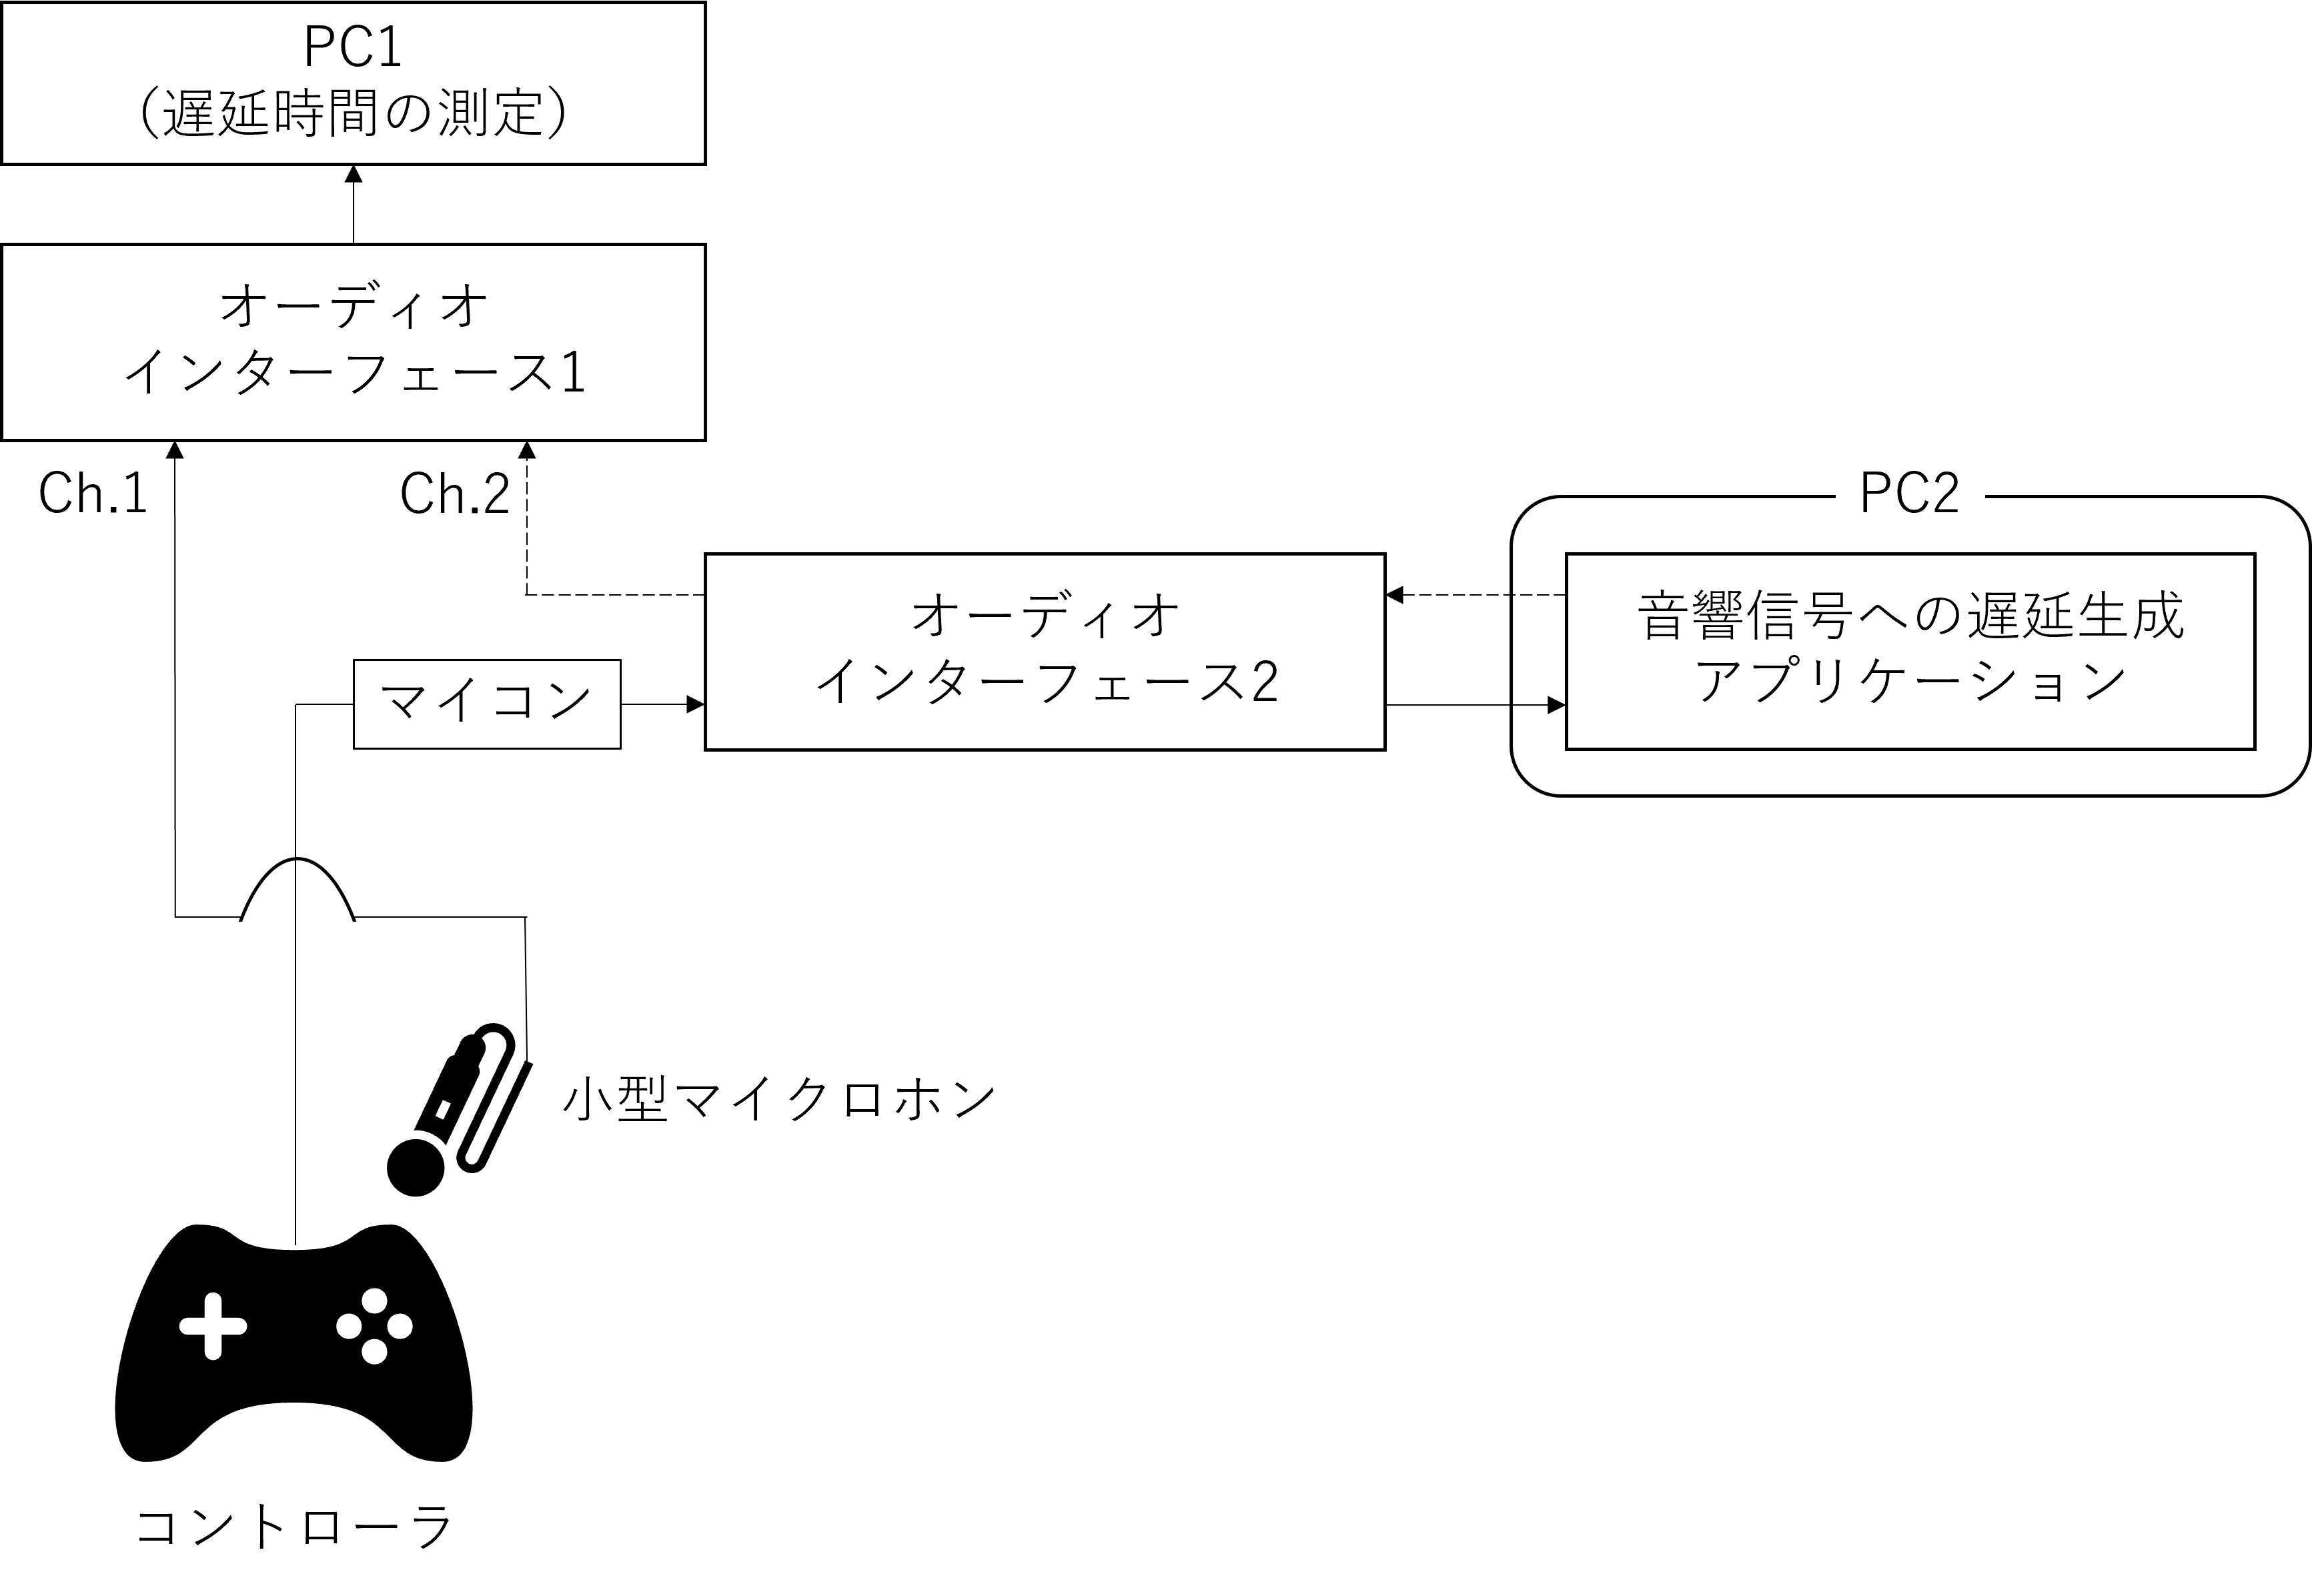 PC1
（遅延時間の測定）
オーディオ
インターフェース1
Ch.1
Ch.2
PC2
オーディオ
インターフェース2
音響信号への遅延生成
アプリケーション
マイコン
小型マイクロホン
コントローラ